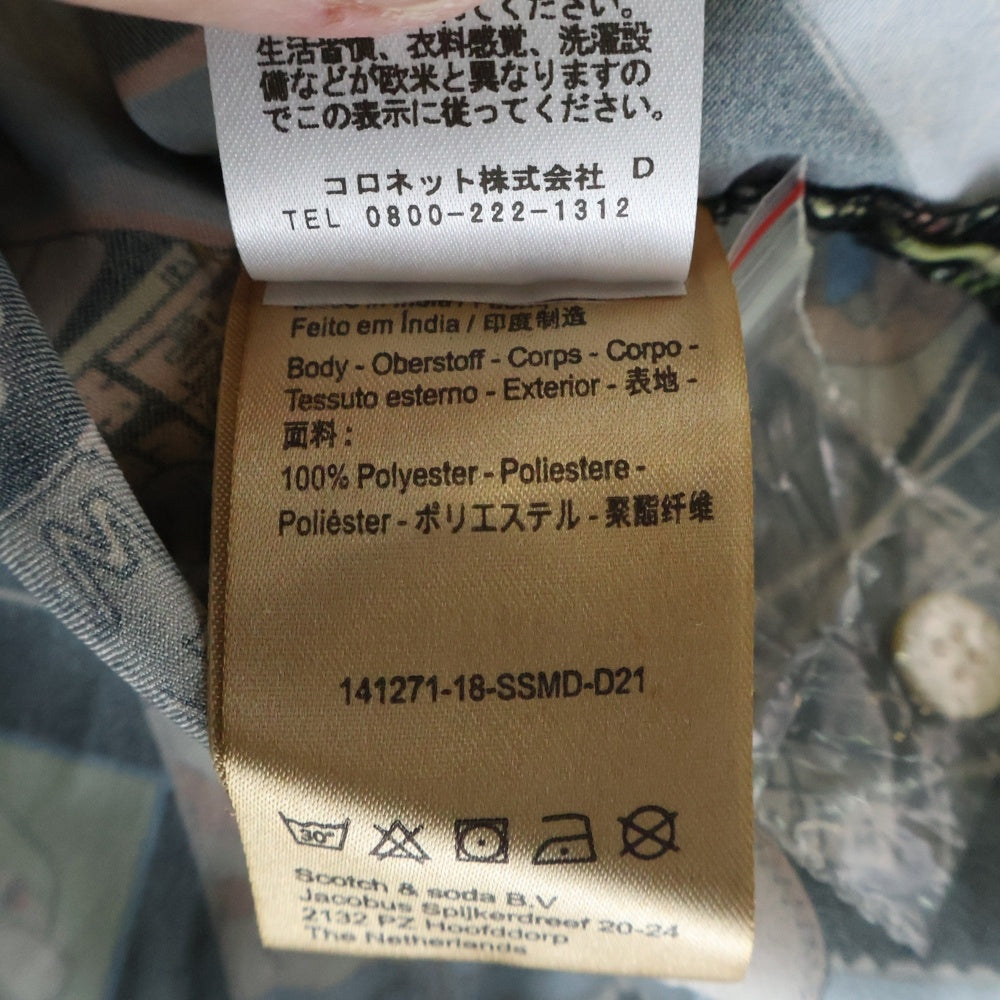 てください。
生活習慣、衣料感覚、洗濯設
備などが欧米と異なりますの
でこの表示に従ってください。
コロネット株式会社 D
TEL 0800-222-1312
Feito em Índia / 印度制造
Body - Oberstoff - Corps - Corpo -
Tessuto esterno - Exterior - 表地 -
面料：
100% Polyester - Poliestere -
Poliéster - ポリエステル - 聚酯纤维
141271-18-SSMD-D21
30°
Scotch & soda B.V
Jacobus Spijkerdreef 20-24
2132 PZ Hoofddorp
The Netherlands